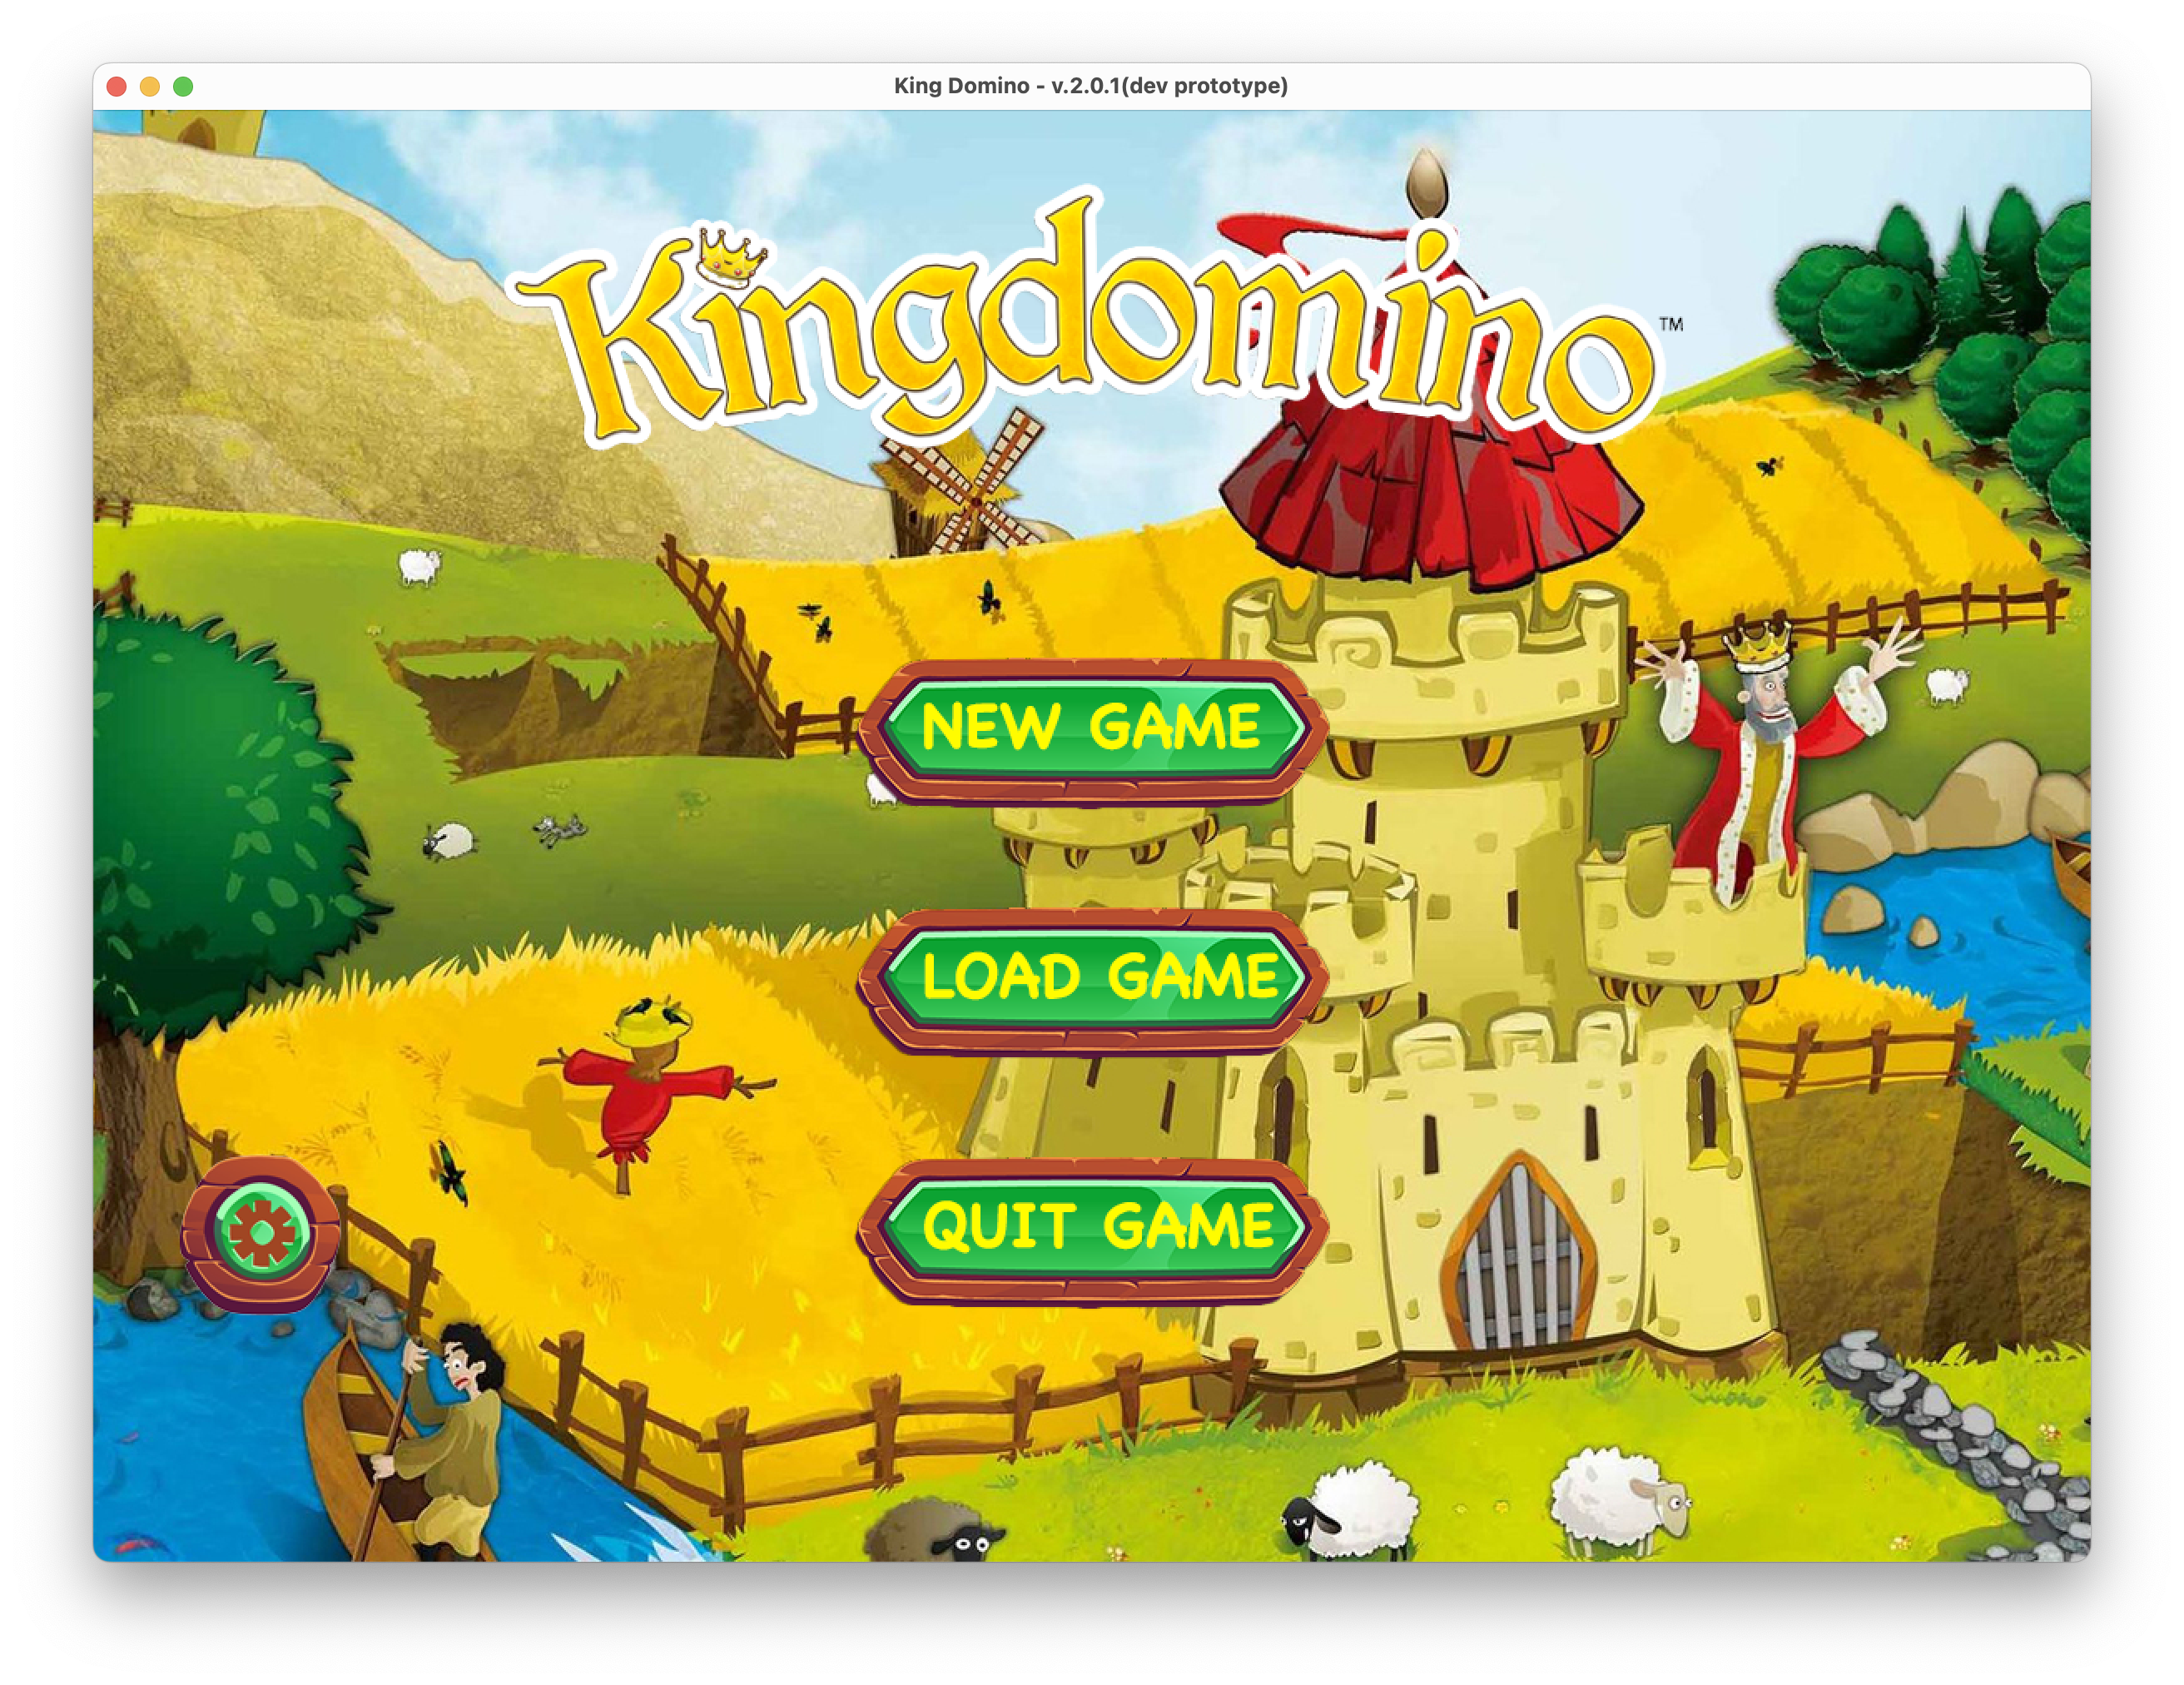 King Domino - v.2.0.1(dev prototype)
Kingdomino™
NEW GAME
LOAD GAME
QUIT GAME